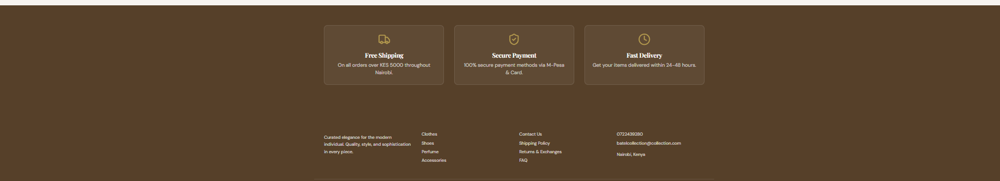 Free Shipping
On all orders over KES 5000 throughout
Nairobi.
Secure Payment
100% secure payment methods via M-Pesa
& Card.
Fast Delivery
Get your items delivered within 24-48 hours.
Curated elegance for the modern
individual. Quality, style, and sophistication
in every piece.
Clothes
Shoes
Perfume
Accessories
Contact Us
Shipping Policy
Returns & Exchanges
FAQ
0722439280
batelcollection@collection.com
Nairobi, Kenya